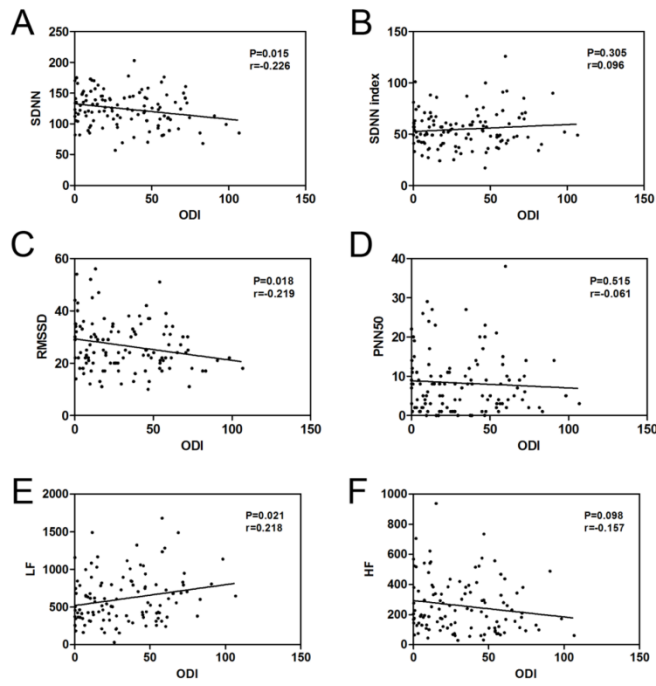 A
P=0.015
r=-0.226
250
200
150
100
50
0
SDNN
0
50
100
150
ODI
B
P=0.305
r=0.096
150
100
50
0
SDNN index
0
50
100
150
ODI
C
P=0.018
r=-0.219
60
40
20
0
RMSSD
0
50
100
150
ODI
D
P=0.515
r=-0.061
40
30
20
10
0
PNN50
0
50
100
150
ODI
E
P=0.021
r=0.218
2000
1500
1000
500
0
LF
0
50
100
150
ODI
F
P=0.098
r=-0.157
1000
800
600
400
200
0
HF
0
50
100
150
ODI